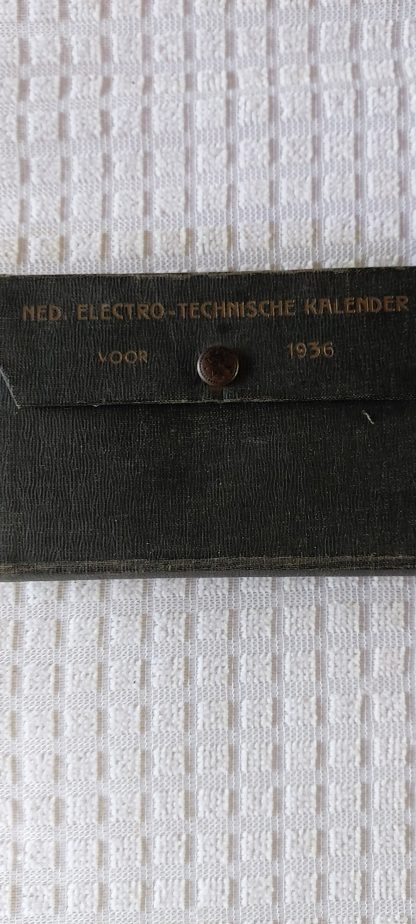 NED. ELECTRO-TECHNISCHE KALENDER
VOOR 1936